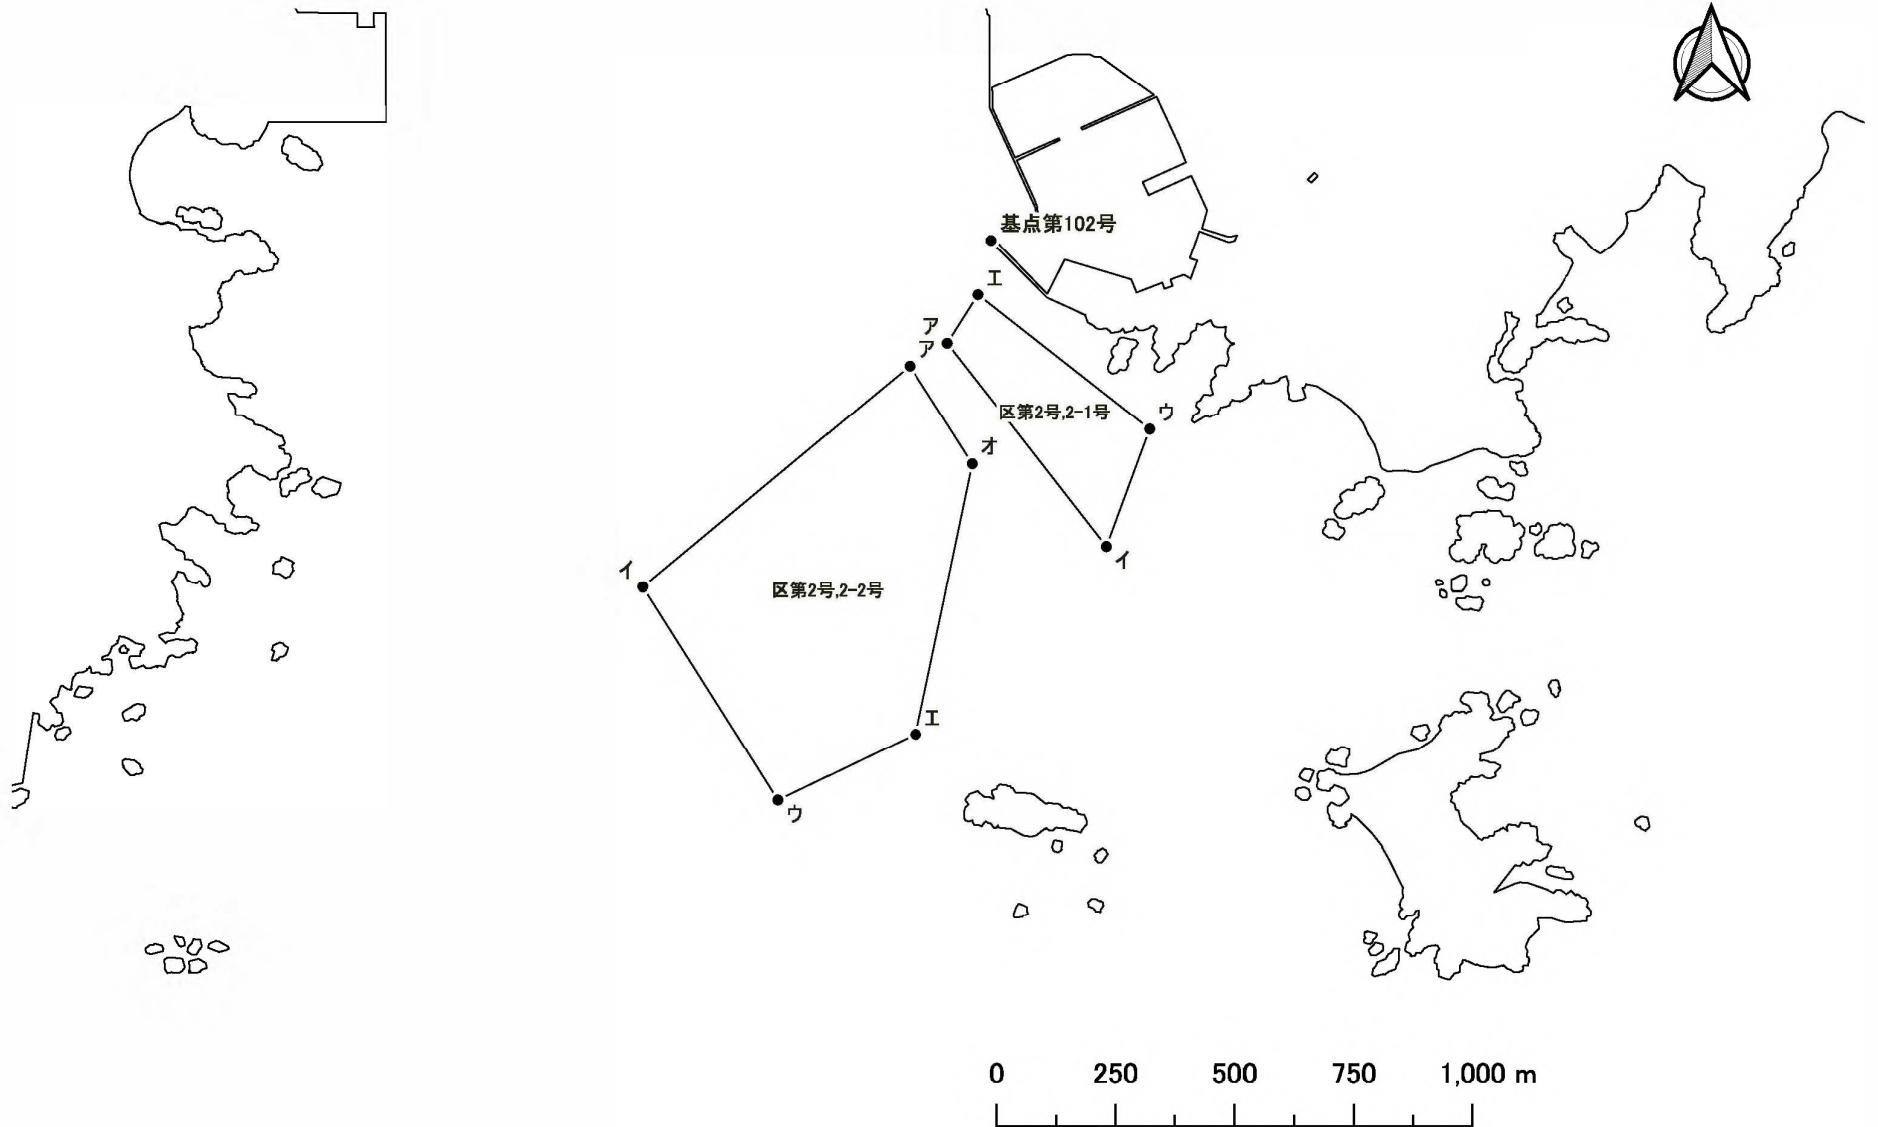 基点第102号
エ
ア
ア
区第2号,2-1号
ウ
オ
イ
イ
区第2号,2-2号
エ
ウ
0 250 500 750 1,000 m